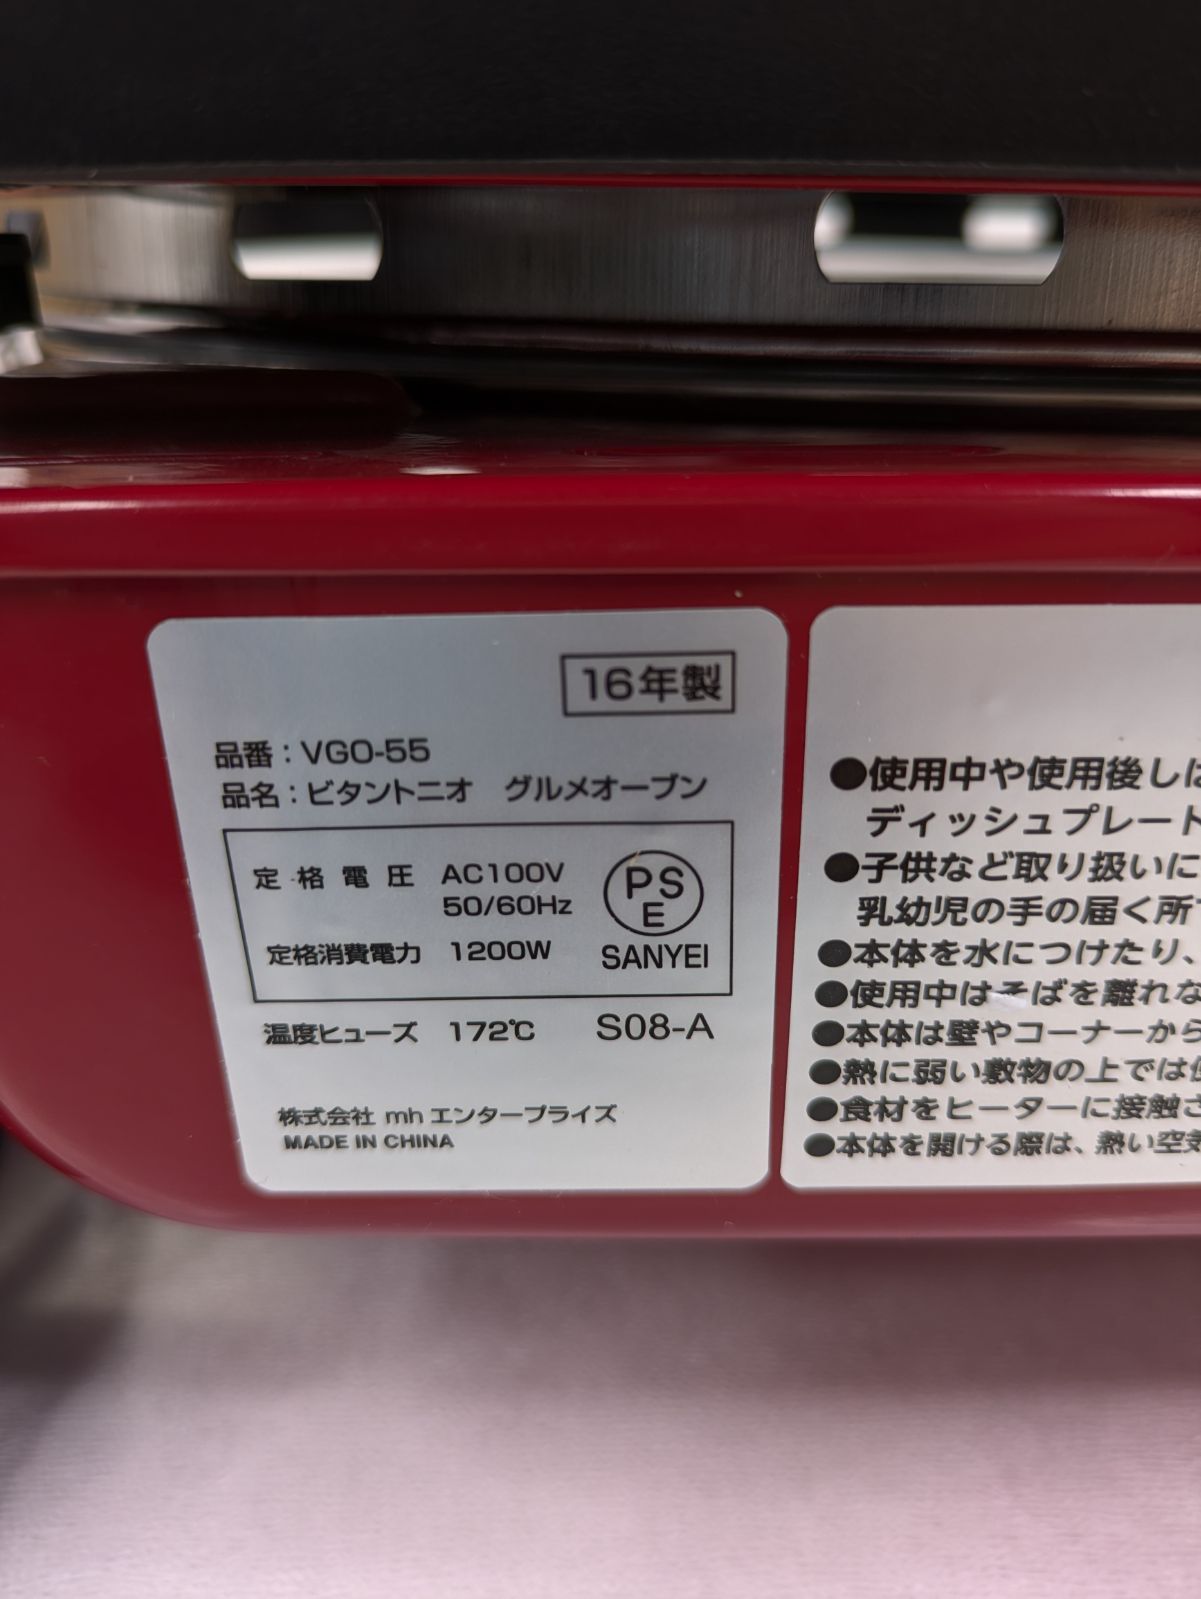 16年製
品番：VGO-55
品名：ビタントニオ　グルメオーブン
定格電圧 AC100V
50/60Hz
PS
E
SANYEI
定格消費電力 1200W
温度ヒューズ 172℃ S08-A
株式会社 mhエンタープライズ
MADE IN CHINA
●使用中や使用後し
ディッシュプレート
●子供など取り扱いに
乳幼児の手の届く所
●本体を水につけたり、
●使用中はそばを離れな
●本体は壁やコーナーから
●熱に弱い敷物の上では
●食材をヒーターに接触さ
●本体を開ける際は、熱い空気